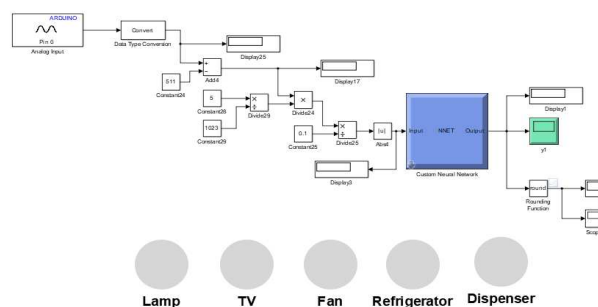 ARDUINO
Pin 0
Analog Input
Convert
Data Type Conversion
Display25
511
Constant24
+
−
Add4
Display17
5
Constant26
1023
Constant29
×
÷
Divide29
×
Divide24
0.1
Constant25
×
÷
Divide25
|u|
Display3
Input
NNET
Output
Custom Neural Network
Display1
y1
round
Rounding
Function
Lamp
TV
Fan
Refrigerator
Dispenser